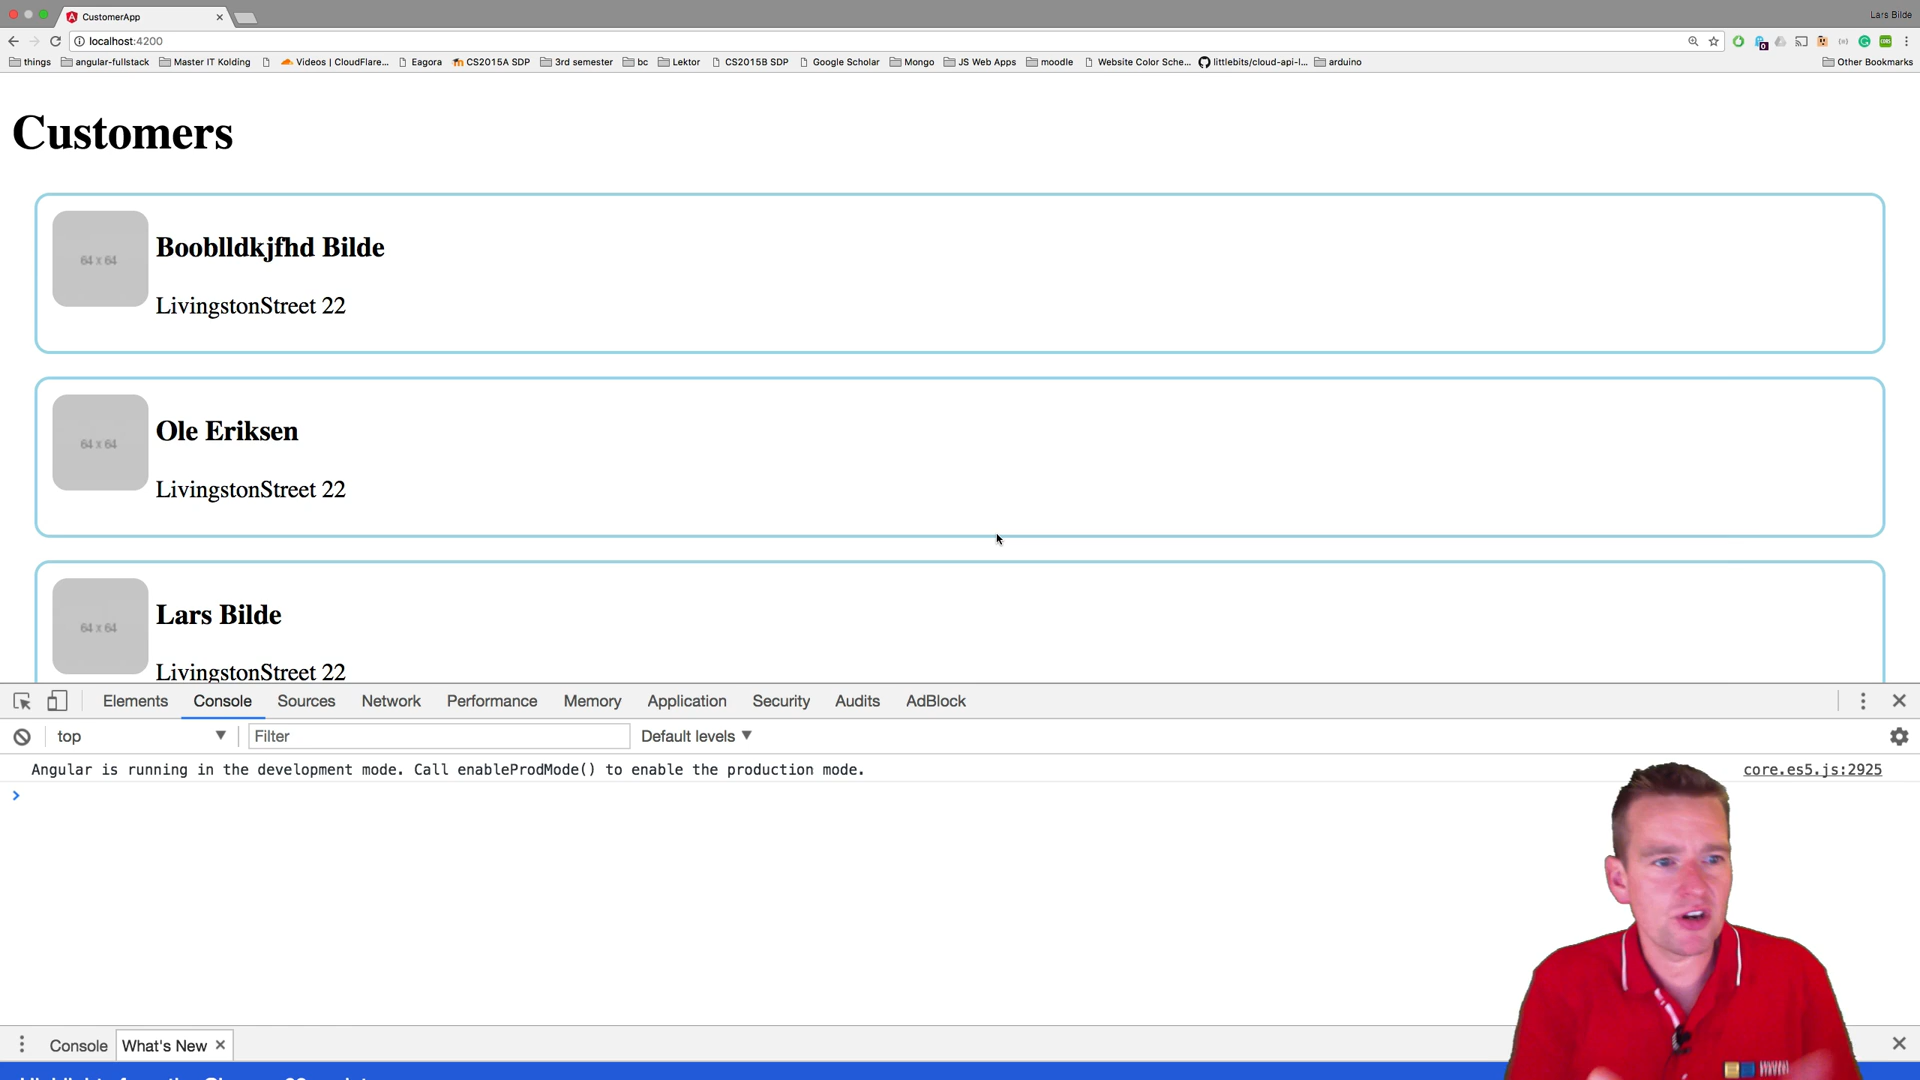 CustomerApp
Lars Bilde
localhost:4200
things angular-fullstack Master IT Kolding Videos | CloudFlare... Eagora CS2015A SDP 3rd semester bc Lektor CS2015B SDP Google Scholar Mongo JS Web Apps moodle Website Color Sche... littlebits/cloud-api-l... arduino Other Bookmarks
Customers
64 x 64
Booblldkjfhd Bilde
LivingstonStreet 22
64 x 64
Ole Eriksen
LivingstonStreet 22
64 x 64
Lars Bilde
LivingstonStreet 22
Elements Console Sources Network Performance Memory Application Security Audits AdBlock
top Filter Default levels
Angular is running in the development mode. Call enableProdMode() to enable the production mode. core.es5.js:2925
Console What's New